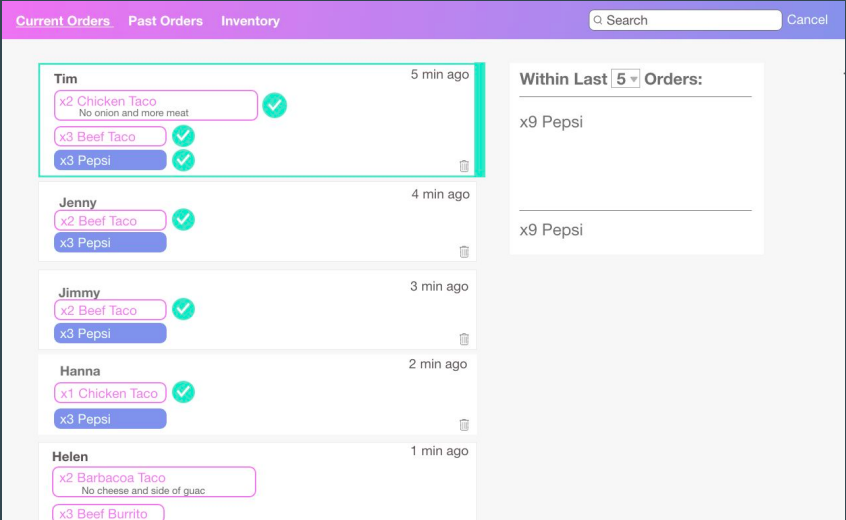 Current Orders Past Orders Inventory Search Cancel
Tim 5 min ago
x2 Chicken Taco
No onion and more meat
x3 Beef Taco
x3 Pepsi
Jenny 4 min ago
x2 Beef Taco
x3 Pepsi
Jimmy 3 min ago
x2 Beef Taco
x3 Pepsi
Hanna 2 min ago
x1 Chicken Taco
x3 Pepsi
Helen 1 min ago
x2 Barbacoa Taco
No cheese and side of guac
x3 Beef Burrito
Within Last 5 Orders:
x9 Pepsi
x9 Pepsi